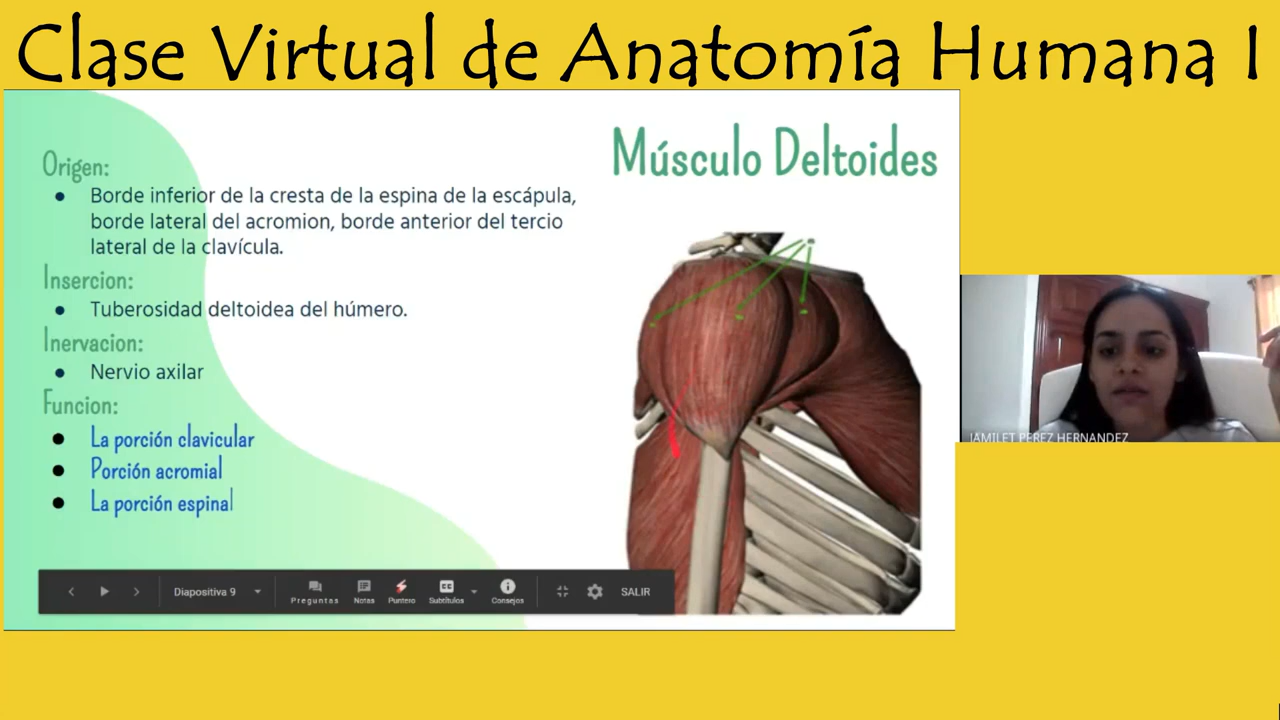 Clase Virtual de Anatomía Humana I
Músculo Deltoides
Origen:
Borde inferior de la cresta de la espina de la escápula,
borde lateral del acromion, borde anterior del tercio
lateral de la clavícula.
Insercion:
Tuberosidad deltoidea del húmero.
Inervacion:
Nervio axilar
Funcion:
La porción clavicular
Porción acromial
La porción espinal
JAMILET PEREZ HERNANDEZ
Diapositiva 9
Preguntas
Notas
Puntero
CC
Subtítulos
Consejos
SALIR